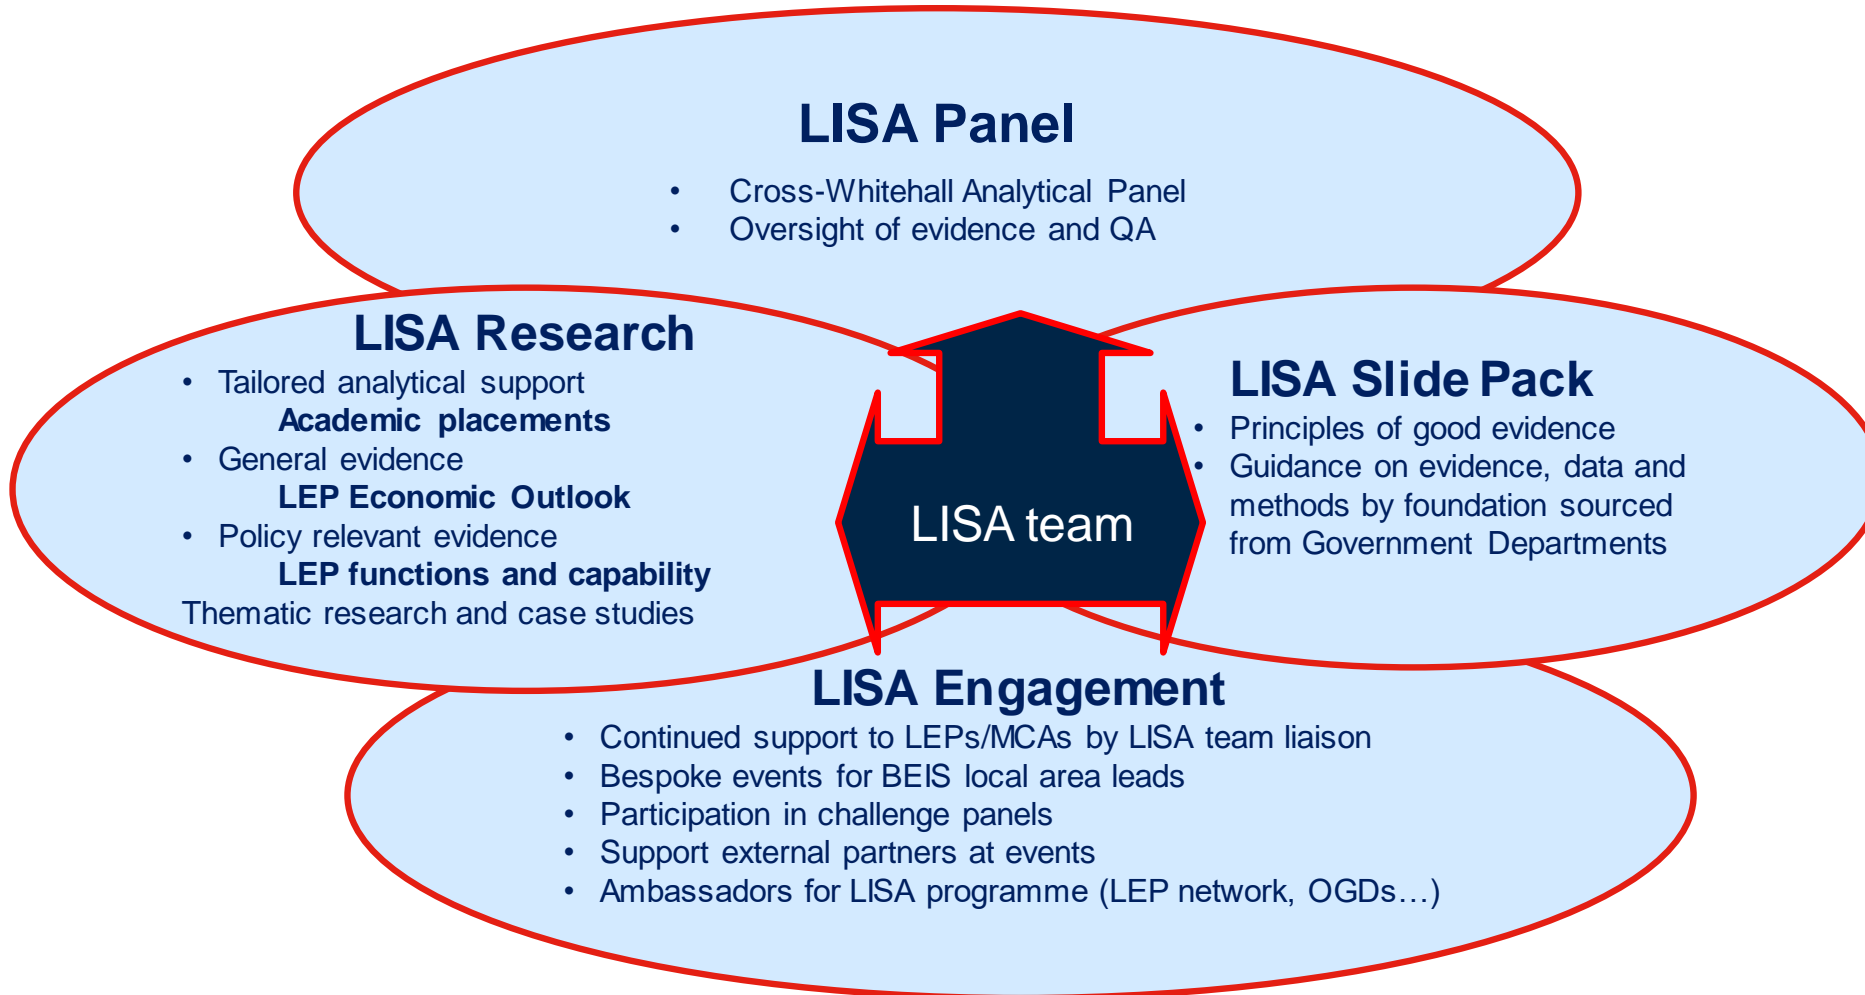 LISA Panel
• Cross-Whitehall Analytical Panel
• Oversight of evidence and QA
LISA Research
• Tailored analytical support
Academic placements
• General evidence
LEP Economic Outlook
• Policy relevant evidence
LEP functions and capability
Thematic research and case studies
LISA team
LISA Slide Pack
• Principles of good evidence
• Guidance on evidence, data and
methods by foundation sourced
from Government Departments
LISA Engagement
• Continued support to LEPs/MCAs by LISA team liaison
• Bespoke events for BEIS local area leads
• Participation in challenge panels
• Support external partners at events
• Ambassadors for LISA programme (LEP network, OGDs…)